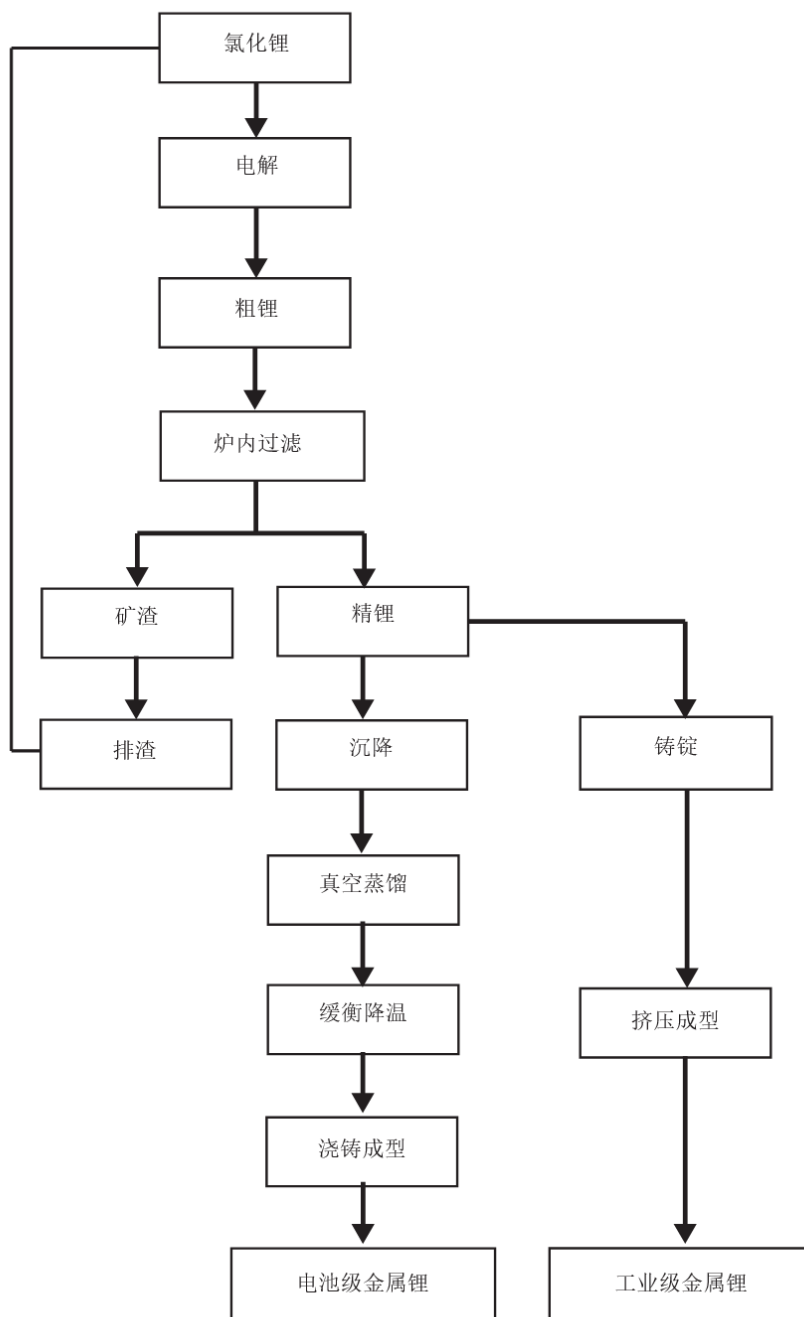 氯化锂
电解
粗锂
炉内过滤
矿渣
精锂
排渣
沉降
铸锭
真空蒸馏
缓衡降温
挤压成型
浇铸成型
电池级金属锂
工业级金属锂